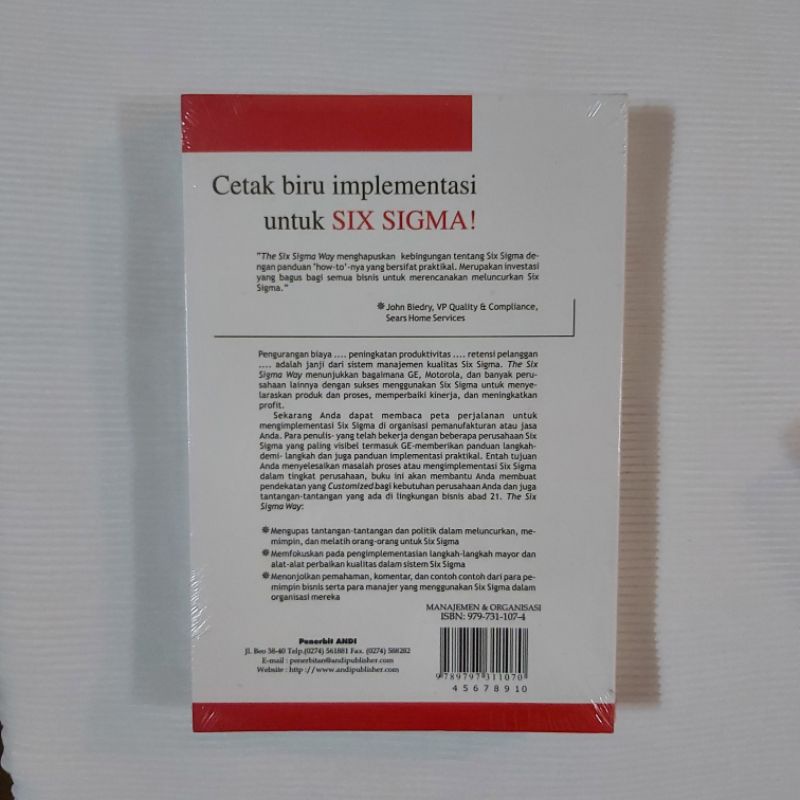 Cetak biru implementasi
untuk SIX SIGMA!
"The Six Sigma Way menghapuskan kebingungan tentang Six Sigma de-
ngan panduan 'how-to'-nya yang bersifat praktikal. Merupakan investasi
yang bagus bagi semua bisnis untuk merencanakan meluncurkan Six
Sigma."
* John Biedry, VP Quality & Compliance,
Sears Home Services
Pengurangan biaya .... peningkatan produktivitas .... retensi pelanggan
.... adalah janji dari sistem manajemen kualitas Six Sigma. The Six
Sigma Way menunjukkan bagaimana GE, Motorola, dan banyak peru-
sahaan lainnya dengan sukses menggunakan Six Sigma untuk menye-
laraskan produk dan proses, memperbaiki kinerja, dan meningkatkan
profit.
Sekarang Anda dapat membaca peta perjalanan untuk
mengimplementasi Six Sigma di organisasi pemanufakturan atau jasa
Anda. Para penulis- yang telah bekerja dengan beberapa perusahaan Six
Sigma yang paling visibel termasuk GE-memberikan panduan langkah-
demi- langkah dan juga panduan implementasi praktikal. Entah tujuan
Anda menyelesaikan masalah proses atau mengimplementasi Six Sigma
dalam tingkat perusahaan, buku ini akan membantu Anda membuat
pendekatan yang Customized bagi kebutuhan perusahaan Anda dan juga
tantangan-tantangan yang ada di lingkungan bisnis abad 21. The Six
Sigma Way:
* Mengupas tantangan-tantangan dan politik dalam meluncurkan, me-
mimpin, dan melatih orang-orang untuk Six Sigma
* Memfokuskan pada pengimplementasian langkah-langkah mayor dan
alat-alat perbaikan kualitas dalam sistem Six Sigma
* Menonjolkan pemahaman, komentar, dan contoh contoh dari para pe-
mimpin bisnis serta para manajer yang menggunakan Six Sigma dalam
organisasi mereka
MANAJEMEN & ORGANISASI
ISBN: 979-731-107-4
Penerbit ANDI
Jl. Beo 38-40 Telp.(0274) 561881 Fax. (0274) 588282
E-mail : penerbitan@andipublisher.com
Website : http ://www.andipublisher.com
9789797311070
4 5 6 7 8 9 10